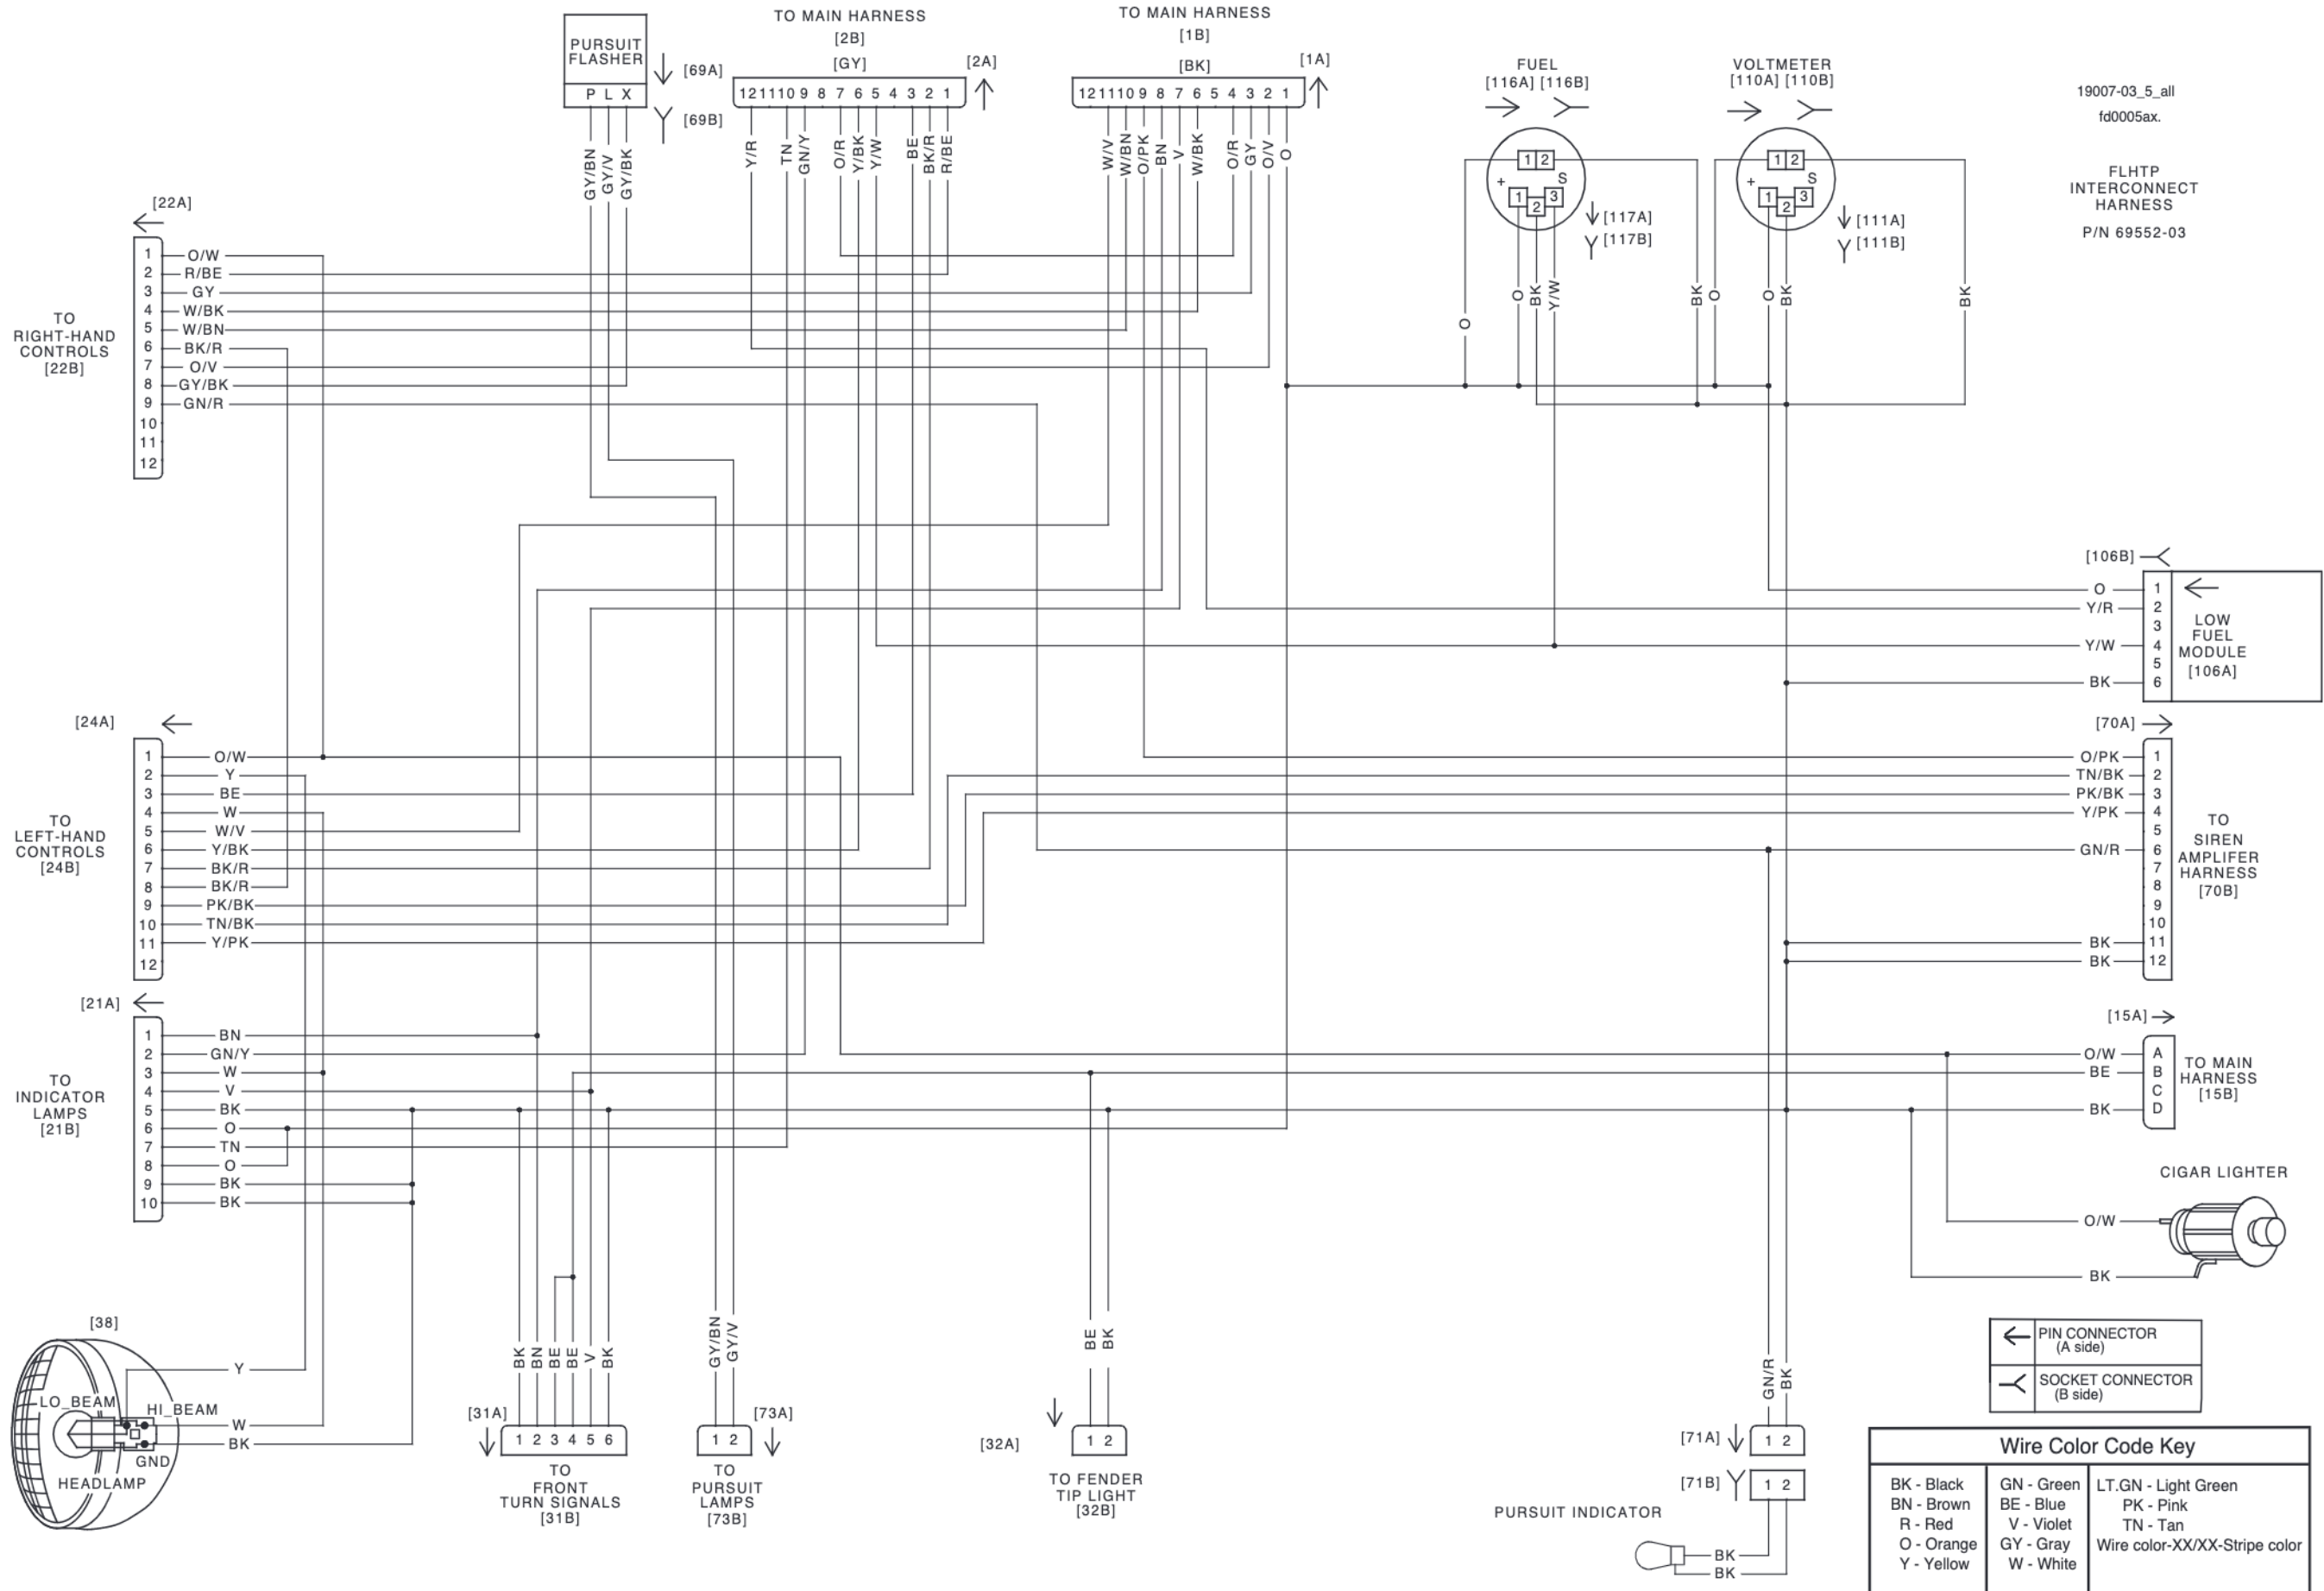 PURSUIT
FLASHER
P L X
[69A]
[69B]
GY/BN
GY/V
GY/BK
TO MAIN HARNESS
[2B]
[GY]
[2A]
12 11 10 9 8 7 6 5 4 3 2 1
Y/R
TN
GN/Y
O/R
Y/BK
Y/W
BE
BK/R
R/BE
TO MAIN HARNESS
[1B]
[BK]
[1A]
12 11 10 9 8 7 6 5 4 3 2 1
W/V
W/BN
O/PK
BN
V
W/BK
O/R
GY
O/V
O
FUEL
[116A] [116B]
1 2
+ S
1 2 3
[117A]
[117B]
O
O
BK
Y/W
BK
VOLTMETER
[110A] [110B]
1 2
+ S
1 2 3
[111A]
[111B]
O
O
BK
BK
19007-03_5_all
fd0005ax.
FLHTP
INTERCONNECT
HARNESS
P/N 69552-03
[22A]
TO
RIGHT-HAND
CONTROLS
[22B]
1 O/W
2 R/BE
3 GY
4 W/BK
5 W/BN
6 BK/R
7 O/V
8 GY/BK
9 GN/R
10
11
12
[106B]
O 1
Y/R 2
3
Y/W 4
5
BK 6
LOW
FUEL
MODULE
[106A]
[24A]
TO
LEFT-HAND
CONTROLS
[24B]
1 O/W
2 Y
3 BE
4 W
5 W/V
6 Y/BK
7 BK/R
8 BK/R
9 PK/BK
10 TN/BK
11 Y/PK
12
[70A]
O/PK 1
TN/BK 2
PK/BK 3
Y/PK 4
5
GN/R 6
7
8
9
10
BK 11
BK 12
TO
SIREN
AMPLIFER
HARNESS
[70B]
[21A]
TO
INDICATOR
LAMPS
[21B]
1 BN
2 GN/Y
3 W
4 V
5 BK
6 O
7 TN
8 O
9 BK
10 BK
[15A]
O/W A
BE B
C
BK D
TO MAIN
HARNESS
[15B]
CIGAR LIGHTER
O/W
BK
[38]
Y
LO_BEAM
HI_BEAM
W
BK
GND
HEADLAMP
BK
BN
BE
BE
V
BK
[31A]
1 2 3 4 5 6
TO
FRONT
TURN SIGNALS
[31B]
GY/BN
GY/V
[73A]
1 2
TO
PURSUIT
LAMPS
[73B]
BE
BK
[32A]
1 2
TO FENDER
TIP LIGHT
[32B]
GN/R
BK
[71A]
1 2
[71B]
1 2
PURSUIT INDICATOR
BK
BK
PIN CONNECTOR
(A side)
SOCKET CONNECTOR
(B side)
Wire Color Code Key
BK - Black
BN - Brown
R - Red
O - Orange
Y - Yellow
GN - Green
BE - Blue
V - Violet
GY - Gray
W - White
LT.GN - Light Green
PK - Pink
TN - Tan
Wire color-XX/XX-Stripe color